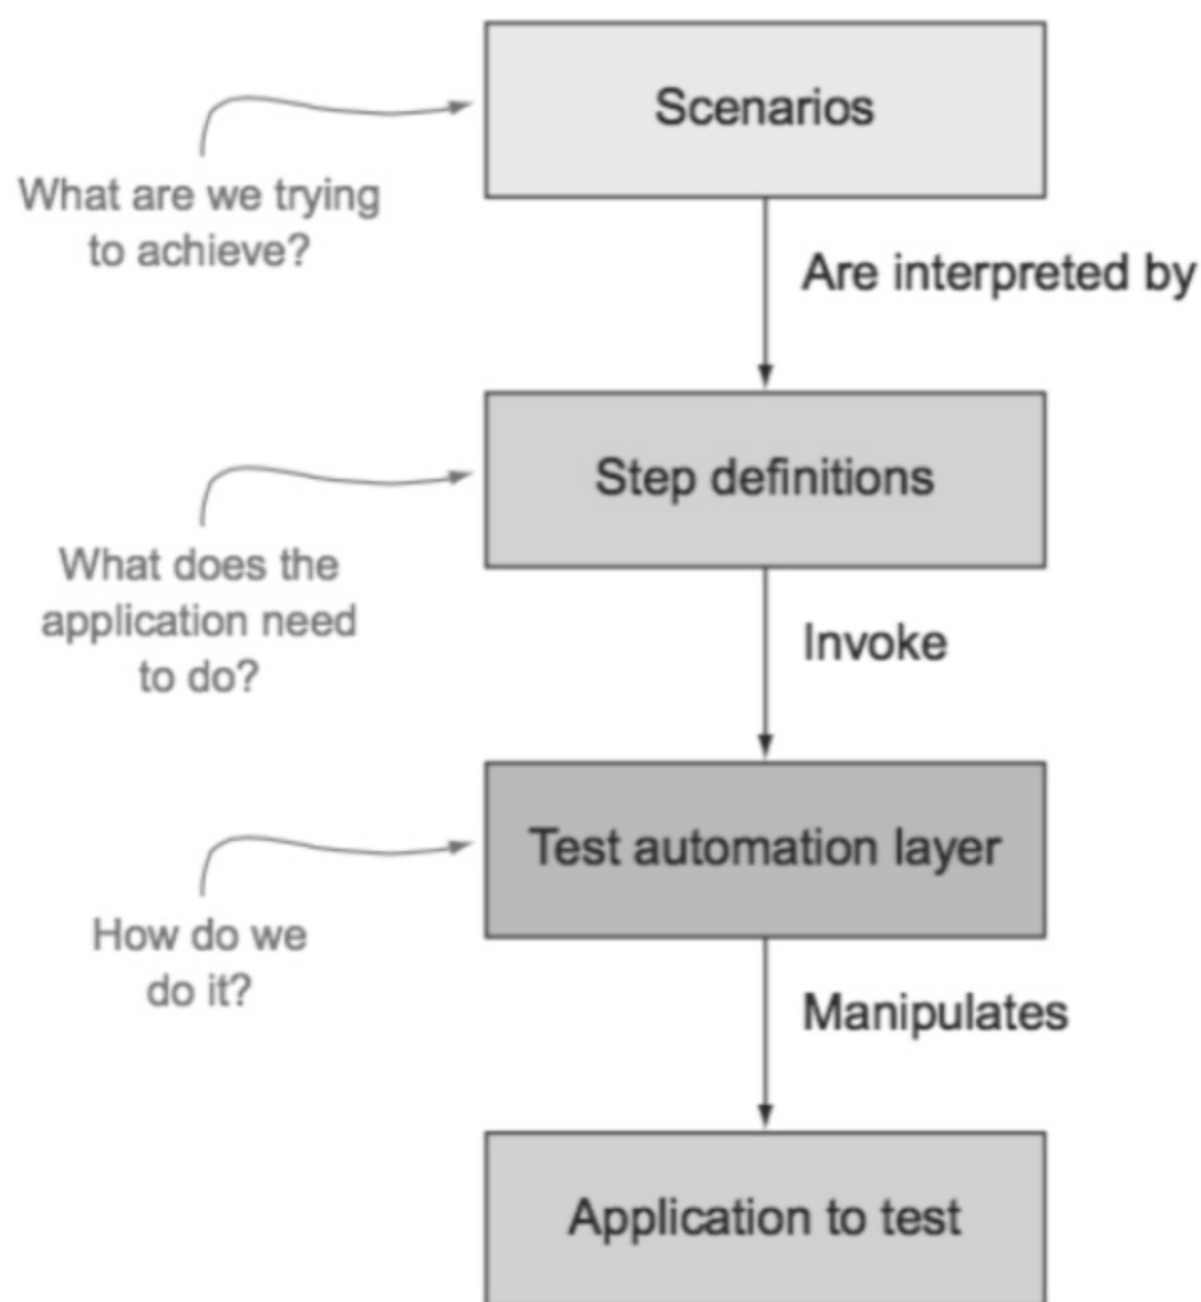 Scenarios
What are we trying
to achieve?
Are interpreted by
Step definitions
What does the
application need
to do?
Invoke
Test automation layer
How do we
do it?
Manipulates
Application to test